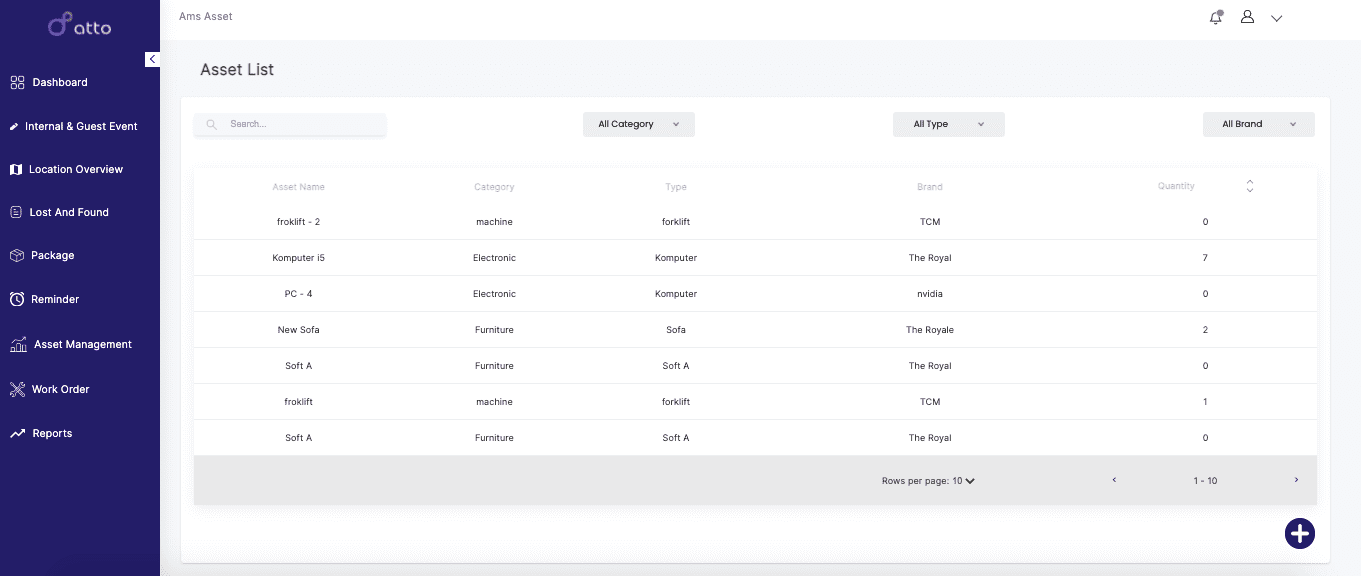 atto
Ams Asset
Dashboard
Internal & Guest Event
Location Overview
Lost And Found
Package
Reminder
Asset Management
Work Order
Reports
Asset List
Search... All Category All Type All Brand
Asset Name Category Type Brand Quantity
froklift - 2 machine forklift TCM 0
Komputer i5 Electronic Komputer The Royal 7
PC - 4 Electronic Komputer nvidia 0
New Sofa Furniture Sofa The Royale 2
Soft A Furniture Soft A The Royal 0
froklift machine forklift TCM 1
Soft A Furniture Soft A The Royal 0
Rows per page: 10 1 - 10